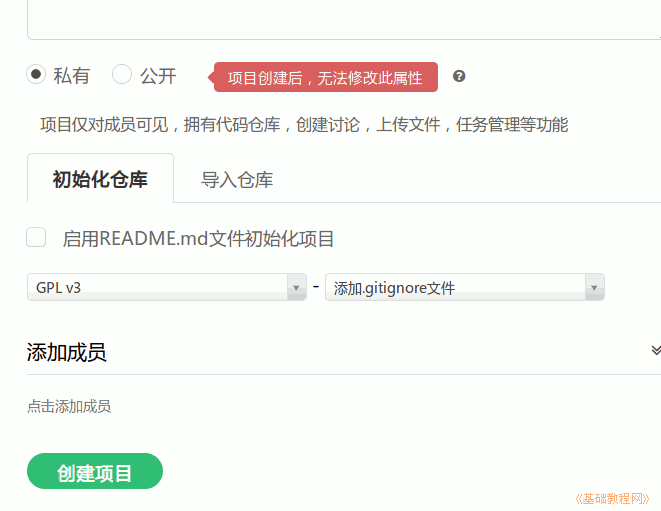 私有 公开 项目创建后，无法修改此属性 ?
项目仅对成员可见，拥有代码仓库，创建讨论，上传文件，任务管理等功能
初始化仓库 导入仓库
启用README.md文件初始化项目
GPL v3 - 添加.gitignore文件
添加成员
点击添加成员
创建项目
《基础教程网》